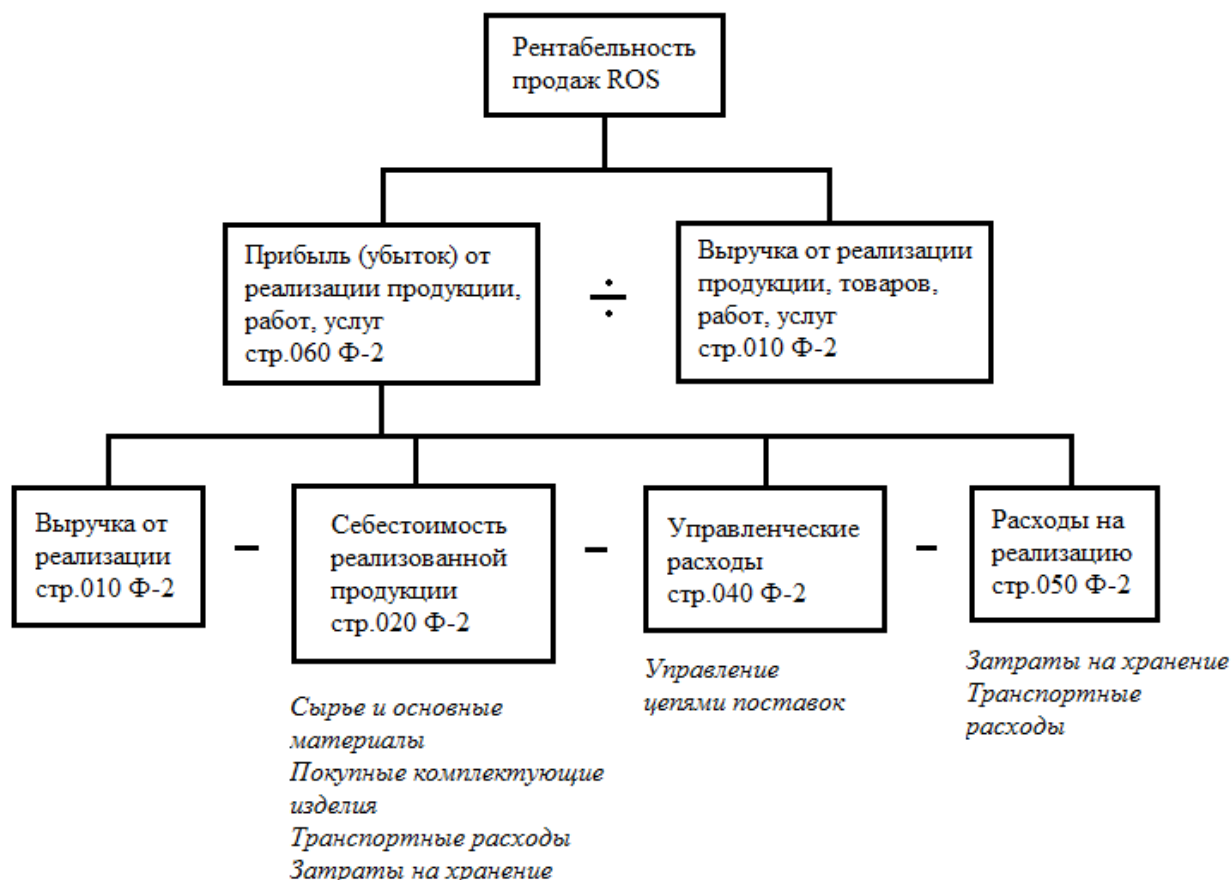 Рентабельность
продаж ROS
Прибыль (убыток) от
реализации продукции,
работ, услуг
стр.060 Ф-2
÷
Выручка от реализации
продукции, товаров,
работ, услуг
стр.010 Ф-2
Выручка от
реализации
стр.010 Ф-2
–
Себестоимость
реализованной
продукции
стр.020 Ф-2
–
Управленческие
расходы
стр.040 Ф-2
–
Расходы на
реализацию
стр.050 Ф-2
Сырье и основные
материалы
Покупные комплектующие
изделия
Транспортные расходы
Затраты на хранение
Управление
цепями поставок
Затраты на хранение
Транспортные
расходы